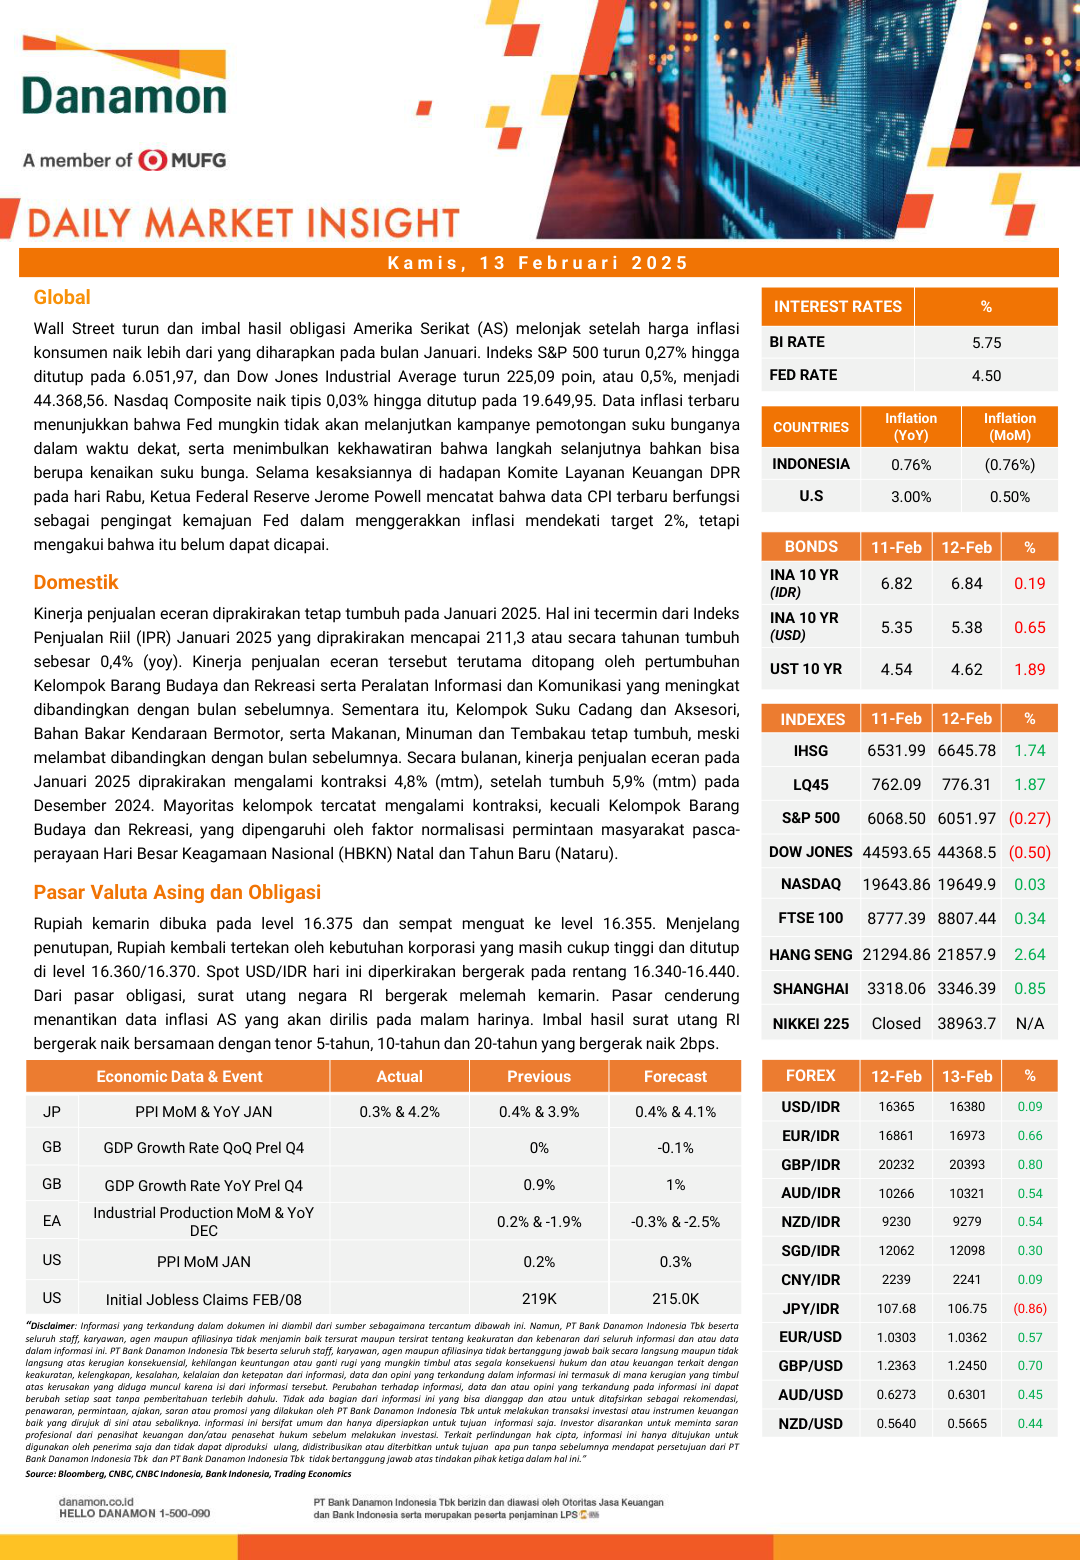 Danamon
A member of MUFG
DAILY MARKET INSIGHT
Kamis, 13 Februari 2025
Global
Wall Street turun dan imbal hasil obligasi Amerika Serikat (AS) melonjak setelah harga inflasi
konsumen naik lebih dari yang diharapkan pada bulan Januari. Indeks S&P 500 turun 0,27% hingga
ditutup pada 6.051,97, dan Dow Jones Industrial Average turun 225,09 poin, atau 0,5%, menjadi
44.368,56. Nasdaq Composite naik tipis 0,03% hingga ditutup pada 19.649,95. Data inflasi terbaru
menunjukkan bahwa Fed mungkin tidak akan melanjutkan kampanye pemotongan suku bunganya
dalam waktu dekat, serta menimbulkan kekhawatiran bahwa langkah selanjutnya bahkan bisa
berupa kenaikan suku bunga. Selama kesaksiannya di hadapan Komite Layanan Keuangan DPR
pada hari Rabu, Ketua Federal Reserve Jerome Powell mencatat bahwa data CPI terbaru berfungsi
sebagai pengingat kemajuan Fed dalam menggerakkan inflasi mendekati target 2%, tetapi
mengakui bahwa itu belum dapat dicapai.
Domestik
Kinerja penjualan eceran diprakirakan tetap tumbuh pada Januari 2025. Hal ini tecermin dari Indeks
Penjualan Riil (IPR) Januari 2025 yang diprakirakan mencapai 211,3 atau secara tahunan tumbuh
sebesar 0,4% (yoy). Kinerja penjualan eceran tersebut terutama ditopang oleh pertumbuhan
Kelompok Barang Budaya dan Rekreasi serta Peralatan Informasi dan Komunikasi yang meningkat
dibandingkan dengan bulan sebelumnya. Sementara itu, Kelompok Suku Cadang dan Aksesori,
Bahan Bakar Kendaraan Bermotor, serta Makanan, Minuman dan Tembakau tetap tumbuh, meski
melambat dibandingkan dengan bulan sebelumnya. Secara bulanan, kinerja penjualan eceran pada
Januari 2025 diprakirakan mengalami kontraksi 4,8% (mtm), setelah tumbuh 5,9% (mtm) pada
Desember 2024. Mayoritas kelompok tercatat mengalami kontraksi, kecuali Kelompok Barang
Budaya dan Rekreasi, yang dipengaruhi oleh faktor normalisasi permintaan masyarakat pasca-
perayaan Hari Besar Keagamaan Nasional (HBKN) Natal dan Tahun Baru (Nataru).
Pasar Valuta Asing dan Obligasi
Rupiah kemarin dibuka pada level 16.375 dan sempat menguat ke level 16.355. Menjelang
penutupan, Rupiah kembali tertekan oleh kebutuhan korporasi yang masih cukup tinggi dan ditutup
di level 16.360/16.370. Spot USD/IDR hari ini diperkirakan bergerak pada rentang 16.340-16.440.
Dari pasar obligasi, surat utang negara RI bergerak melemah kemarin. Pasar cenderung
menantikan data inflasi AS yang akan dirilis pada malam harinya. Imbal hasil surat utang RI
bergerak naik bersamaan dengan tenor 5-tahun, 10-tahun dan 20-tahun yang bergerak naik 2bps.
Economic Data & Event Actual Previous Forecast
JP PPI MoM & YoY JAN 0.3% & 4.2% 0.4% & 3.9% 0.4% & 4.1%
GB GDP Growth Rate QoQ Prel Q4 0% -0.1%
GB GDP Growth Rate YoY Prel Q4 0.9% 1%
EA Industrial Production MoM & YoY DEC 0.2% & -1.9% -0.3% & -2.5%
US PPI MoM JAN 0.2% 0.3%
US Initial Jobless Claims FEB/08 219K 215.0K
INTEREST RATES %
BI RATE 5.75
FED RATE 4.50
COUNTRIES Inflation (YoY) Inflation (MoM)
INDONESIA 0.76% (0.76%)
U.S 3.00% 0.50%
BONDS 11-Feb 12-Feb %
INA 10 YR (IDR) 6.82 6.84 0.19
INA 10 YR (USD) 5.35 5.38 0.65
UST 10 YR 4.54 4.62 1.89
INDEXES 11-Feb 12-Feb %
IHSG 6531.99 6645.78 1.74
LQ45 762.09 776.31 1.87
S&P 500 6068.50 6051.97 (0.27)
DOW JONES 44593.65 44368.5 (0.50)
NASDAQ 19643.86 19649.9 0.03
FTSE 100 8777.39 8807.44 0.34
HANG SENG 21294.86 21857.9 2.64
SHANGHAI 3318.06 3346.39 0.85
NIKKEI 225 Closed 38963.7 N/A
FOREX 12-Feb 13-Feb %
USD/IDR 16365 16380 0.09
EUR/IDR 16861 16973 0.66
GBP/IDR 20232 20393 0.80
AUD/IDR 10266 10321 0.54
NZD/IDR 9230 9279 0.54
SGD/IDR 12062 12098 0.30
CNY/IDR 2239 2241 0.09
JPY/IDR 107.68 106.75 (0.86)
EUR/USD 1.0303 1.0362 0.57
GBP/USD 1.2363 1.2450 0.70
AUD/USD 0.6273 0.6301 0.45
NZD/USD 0.5640 0.5665 0.44
“Disclaimer: Informasi yang terkandung dalam dokumen ini diambil dari sumber sebagaimana tercantum dibawah ini. Namun, PT Bank Danamon Indonesia Tbk beserta
seluruh staff, karyawan, agen maupun afiliasinya tidak menjamin baik tersurat maupun tersirat tentang keakuratan dan kebenaran dari seluruh informasi dan atau data
dalam informasi ini. PT Bank Danamon Indonesia Tbk beserta seluruh staff, karyawan, agen maupun afiliasinya tidak bertanggung jawab baik secara langsung maupun tidak
langsung atas kerugian konsekuensial, kehilangan keuntungan atau ganti rugi yang mungkin timbul atas segala konsekuensi hukum dan atau keuangan terkait dengan
keakuratan, kelengkapan, kesalahan, kelalaian dan ketepatan dari informasi, data dan opini yang terkandung dalam informasi ini termasuk di mana kerugian yang timbul
atas kerusakan yang diduga muncul karena isi dari informasi tersebut. Perubahan terhadap informasi, data dan atau opini yang terkandung pada informasi ini dapat
berubah setiap saat tanpa pemberitahuan terlebih dahulu. Tidak ada bagian dari informasi ini yang bisa dianggap dan atau untuk ditafsirkan sebagai rekomendasi,
penawaran, permintaan, ajakan, saran atau promosi yang dilakukan oleh PT Bank Danamon Indonesia Tbk untuk melakukan transaksi investasi atau instrumen keuangan
baik yang dirujuk di sini atau sebaliknya. informasi ini bersifat umum dan hanya dipersiapkan untuk tujuan informasi saja. Investor disarankan untuk meminta saran
profesional dari penasihat keuangan dan/atau penasehat hukum sebelum melakukan investasi. Terkait perlindungan hak cipta, informasi ini hanya ditujukan untuk
digunakan oleh penerima saja dan tidak dapat diproduksi ulang, didistribusikan atau diterbitkan untuk tujuan apa pun tanpa sebelumnya mendapat persetujuan dari PT
Bank Danamon Indonesia Tbk dan PT Bank Danamon Indonesia Tbk tidak bertanggung jawab atas tindakan pihak ketiga dalam hal ini.”
Source: Bloomberg, CNBC, CNBC Indonesia, Bank Indonesia, Trading Economics
danamon.co.id
HELLO DANAMON 1-500-090
PT Bank Danamon Indonesia Tbk berizin dan diawasi oleh Otoritas Jasa Keuangan
dan Bank Indonesia serta merupakan peserta penjaminan LPS